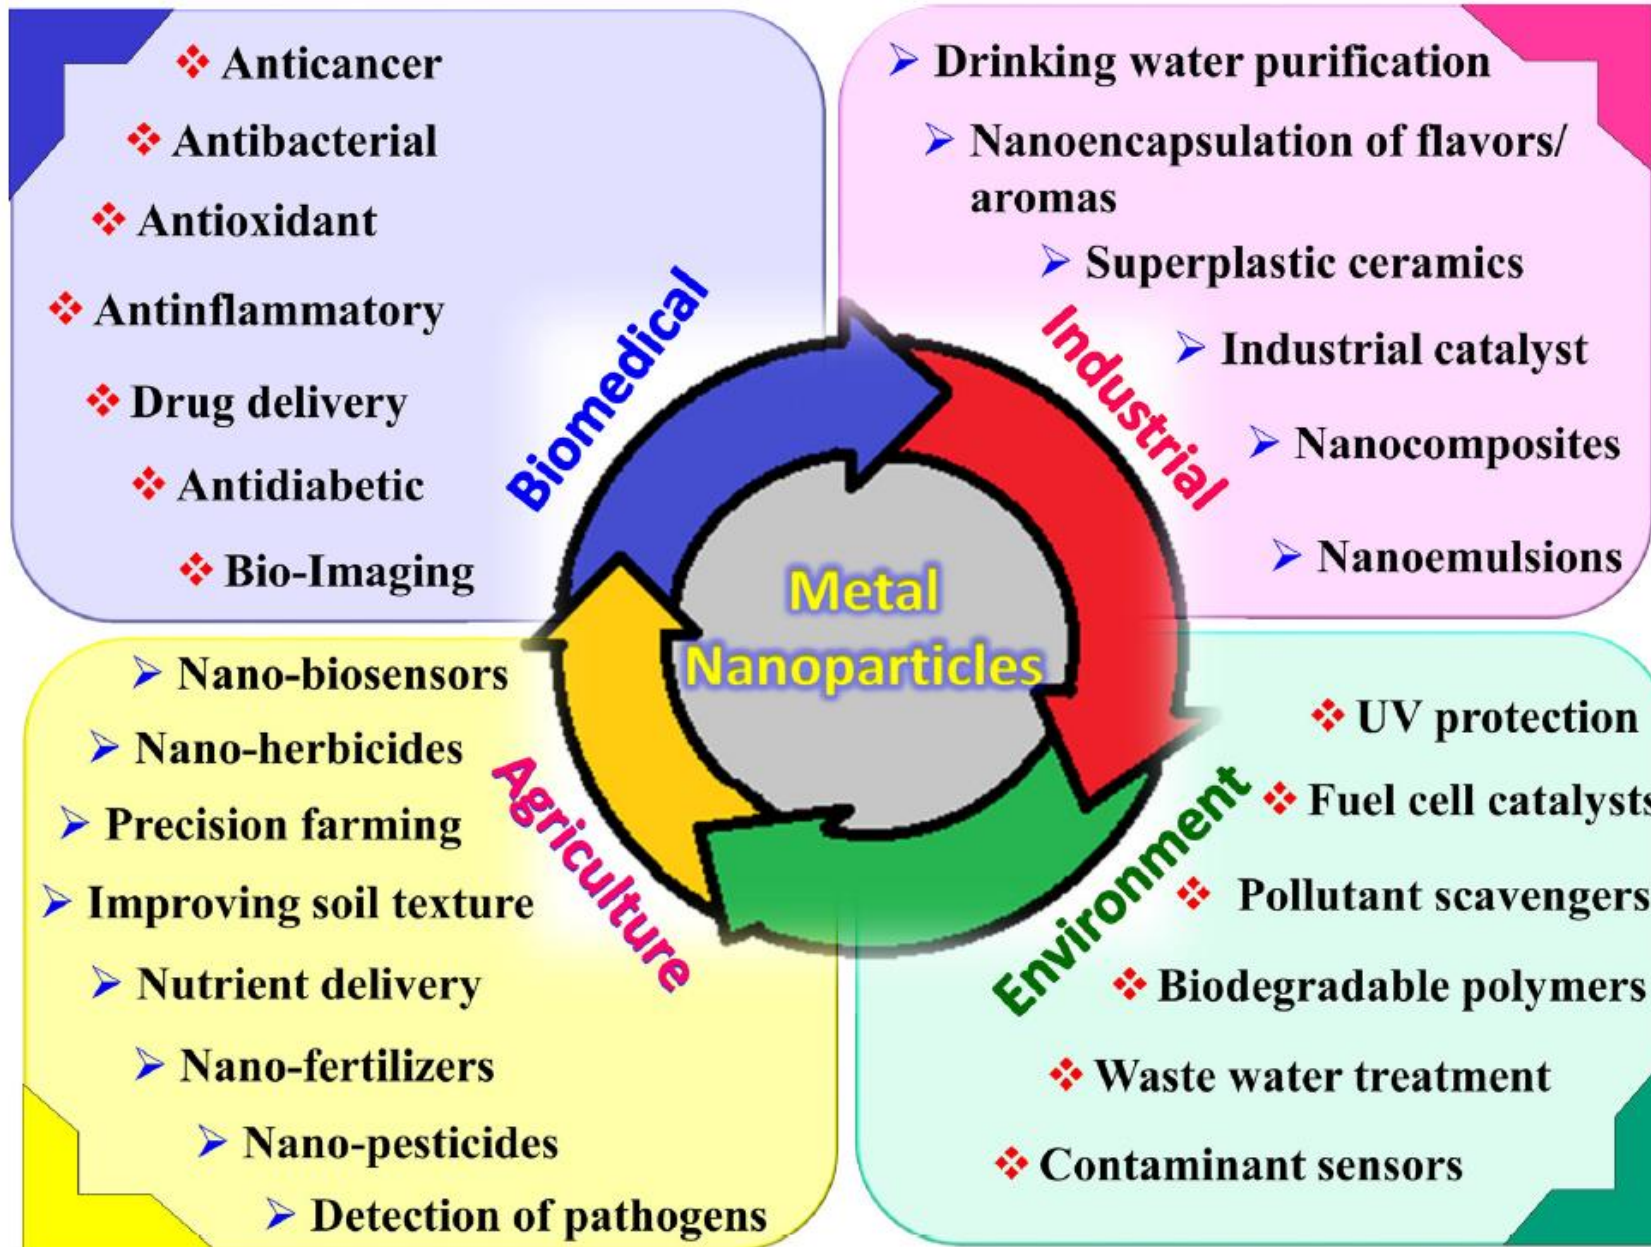 Anticancer
Antibacterial
Antioxidant
Antinflammatory
Drug delivery
Antidiabetic
Bio-Imaging
Biomedical
Drinking water purification
Nanoencapsulation of flavors/
aromas
Superplastic ceramics
Industrial catalyst
Nanocomposites
Nanoemulsions
Industrial
Metal
Nanoparticles
Nano-biosensors
Nano-herbicides
Precision farming
Improving soil texture
Nutrient delivery
Nano-fertilizers
Nano-pesticides
Detection of pathogens
Agriculture
UV protection
Fuel cell catalysts
Pollutant scavengers
Biodegradable polymers
Waste water treatment
Contaminant sensors
Environment